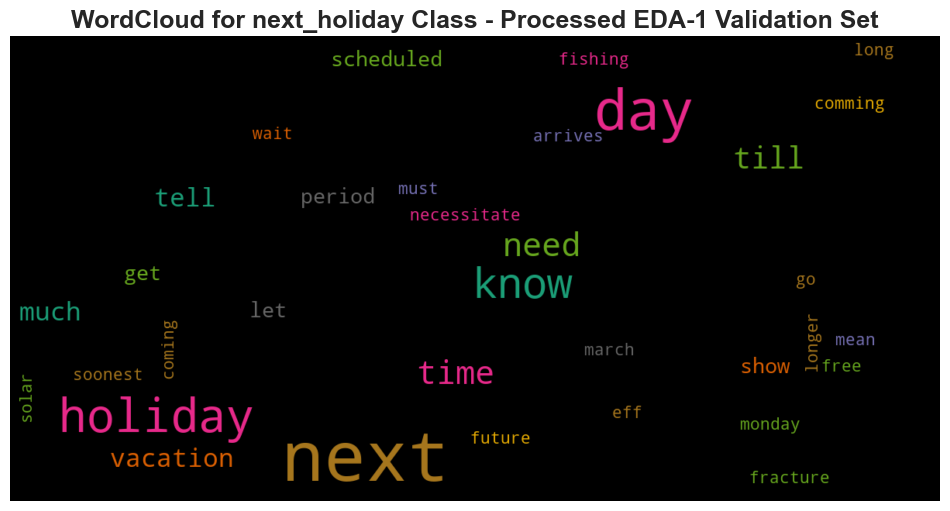 WordCloud for next_holiday Class - Processed EDA-1 Validation Set
long
scheduled
fishing
day
comming
wait
arrives
till
tell
period
must
necessitate
need
know
get
go
much
let
coming
longer
mean
march
time
show
free
soonest
solar
holiday
eff
monday
future
vacation
next
fracture